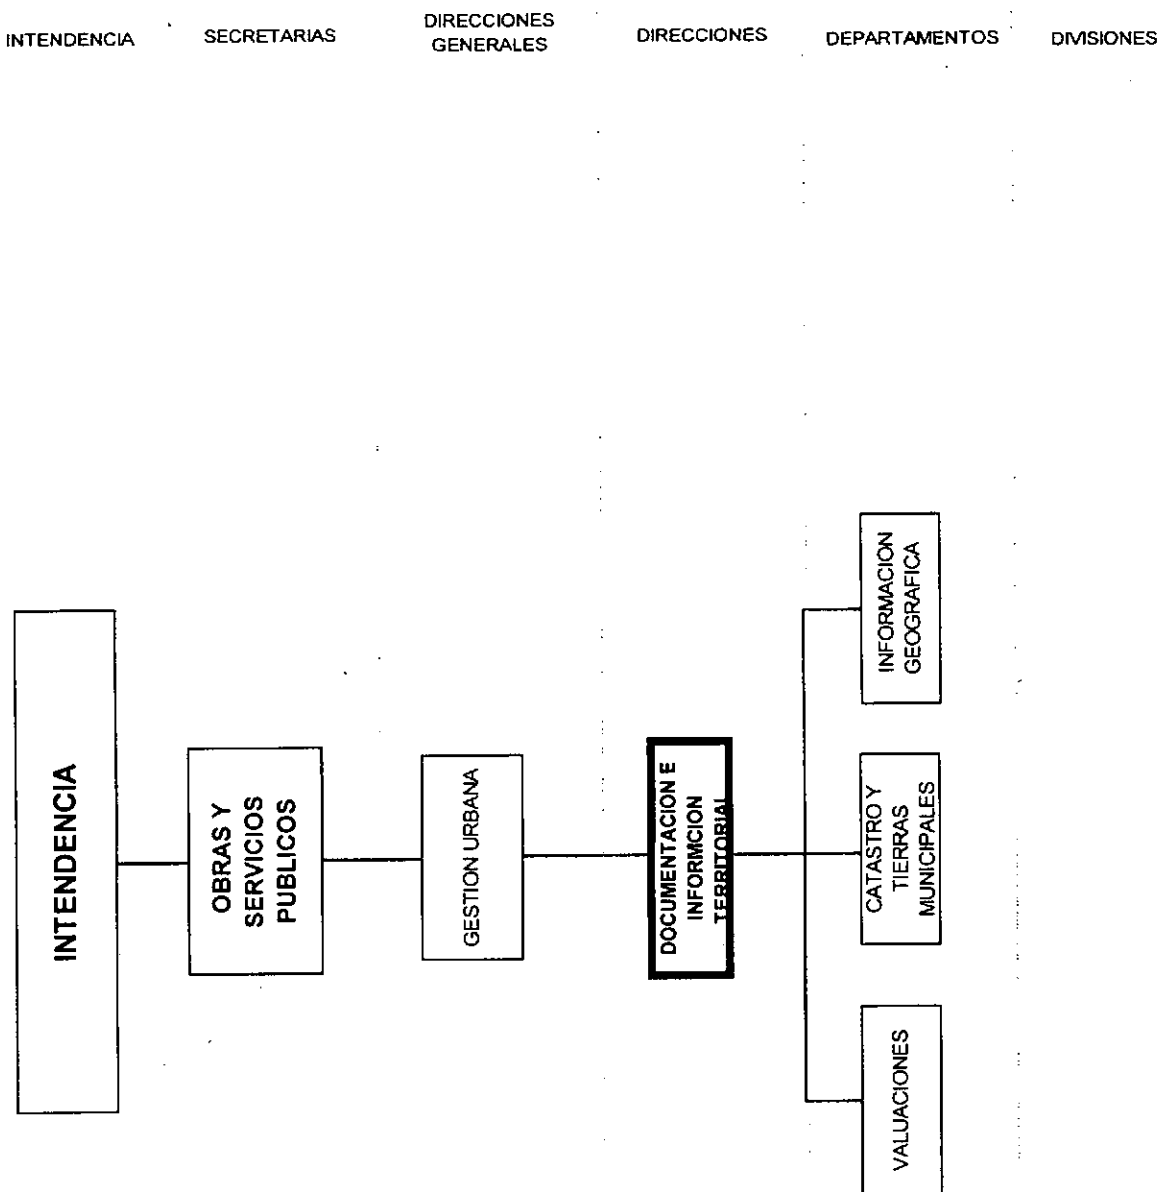 INTENDENCIA
SECRETARIAS
DIRECCIONES
GENERALES
DIRECCIONES
DEPARTAMENTOS
DIVISIONES
INTENDENCIA
OBRAS Y
SERVICIOS
PUBLICOS
GESTION URBANA
DOCUMENTACION E
INFORMCION
TERRITORIAL
INFORMACION
GEOGRAFICA
CATASTRO Y
TIERRAS
MUNICIPALES
VALUACIONES